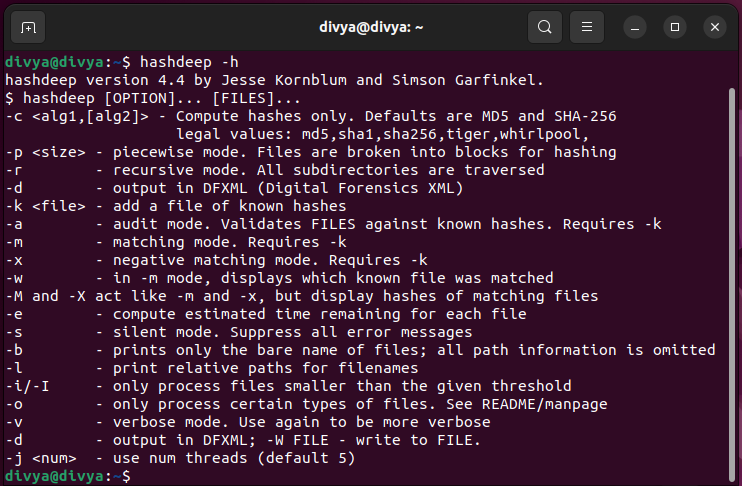 divya@divya: ~
divya@divya:~$ hashdeep -h
hashdeep version 4.4 by Jesse Kornblum and Simson Garfinkel.
$ hashdeep [OPTION]... [FILES]...
-c <alg1,[alg2]> - Compute hashes only. Defaults are MD5 and SHA-256
                   legal values: md5,sha1,sha256,tiger,whirlpool,
-p <size> - piecewise mode. Files are broken into blocks for hashing
-r        - recursive mode. All subdirectories are traversed
-d        - output in DFXML (Digital Forensics XML)
-k <file> - add a file of known hashes
-a        - audit mode. Validates FILES against known hashes. Requires -k
-m        - matching mode. Requires -k
-x        - negative matching mode. Requires -k
-w        - in -m mode, displays which known file was matched
-M and -X act like -m and -x, but display hashes of matching files
-e        - compute estimated time remaining for each file
-s        - silent mode. Suppress all error messages
-b        - prints only the bare name of files; all path information is omitted
-l        - print relative paths for filenames
-i/-I     - only process files smaller than the given threshold
-o        - only process certain types of files. See README/manpage
-v        - verbose mode. Use again to be more verbose
-d        - output in DFXML; -W FILE - write to FILE.
-j <num>  - use num threads (default 5)
divya@divya:~$